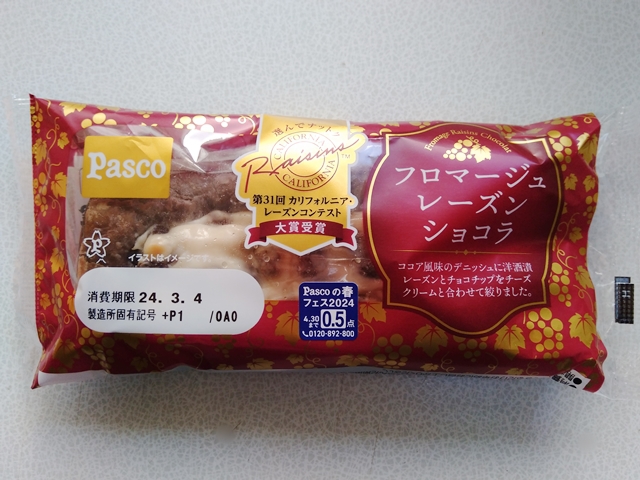 Pasco
選んでナットク
CALIFORNIA
Raisins™
CALIFORNIA
第31回 カリフォルニア・
レーズンコンテスト
大賞受賞
Fromage Raisins Chocolat
フロマージュ
レーズン
ショコラ
ココア風味のデニッシュに洋酒漬
レーズンとチョコチップをチーズ
クリームと合わせて絞りました。
イラストはイメージです。
消費期限 24. 3. 4
製造所固有記号 +P1 /0A0
Pascoの春
フェス2024
4.30
まで
0.5点
0120-892-800